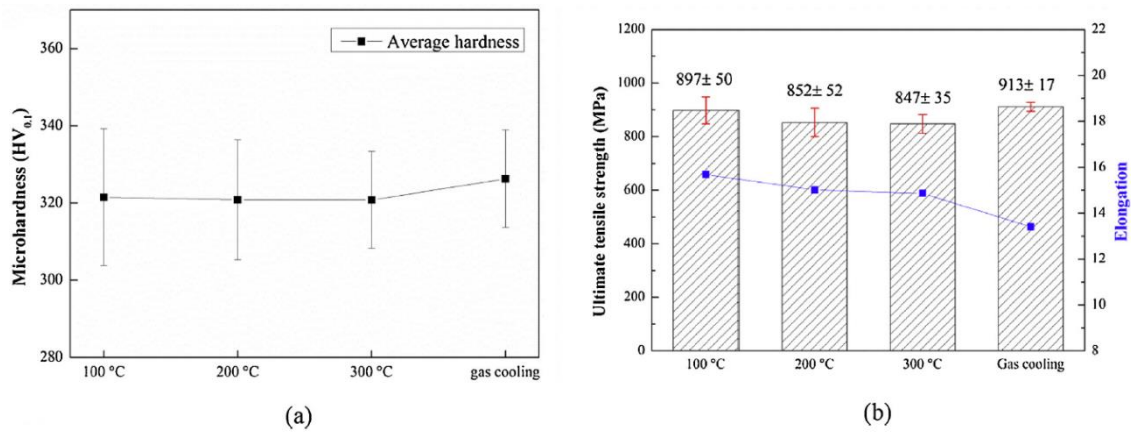 Average hardness
Microhardness (HV0.1)
360
340
320
300
280
100 °C
200 °C
300 °C
gas cooling
(a)
Ultimate tensile strength (MPa)
1200
1000
800
600
400
200
0
897± 50
852± 52
847± 35
913± 17
22
20
18
16
14
12
10
8
Elongation
100 °C
200 °C
300 °C
Gas cooling
(b)